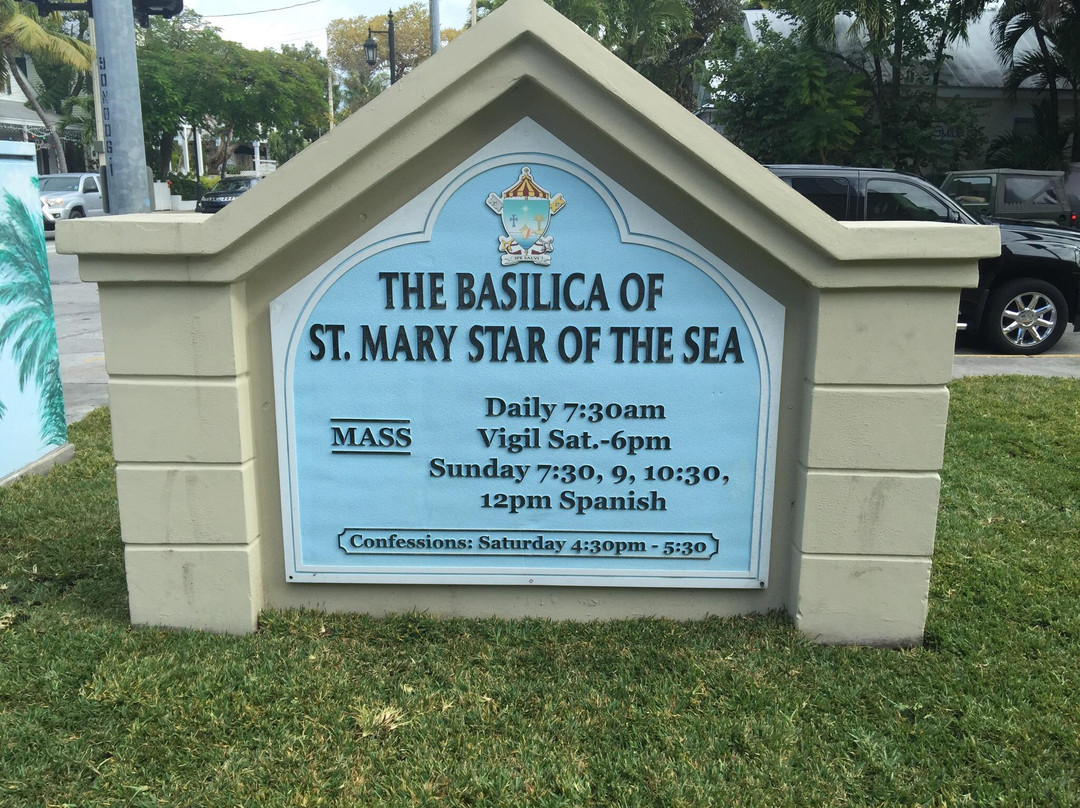 THE BASILICA OF
ST. MARY STAR OF THE SEA
MASS
Daily 7:30am
Vigil Sat.-6pm
Sunday 7:30, 9, 10:30,
12pm Spanish
Confessions: Saturday 4:30pm - 5:30